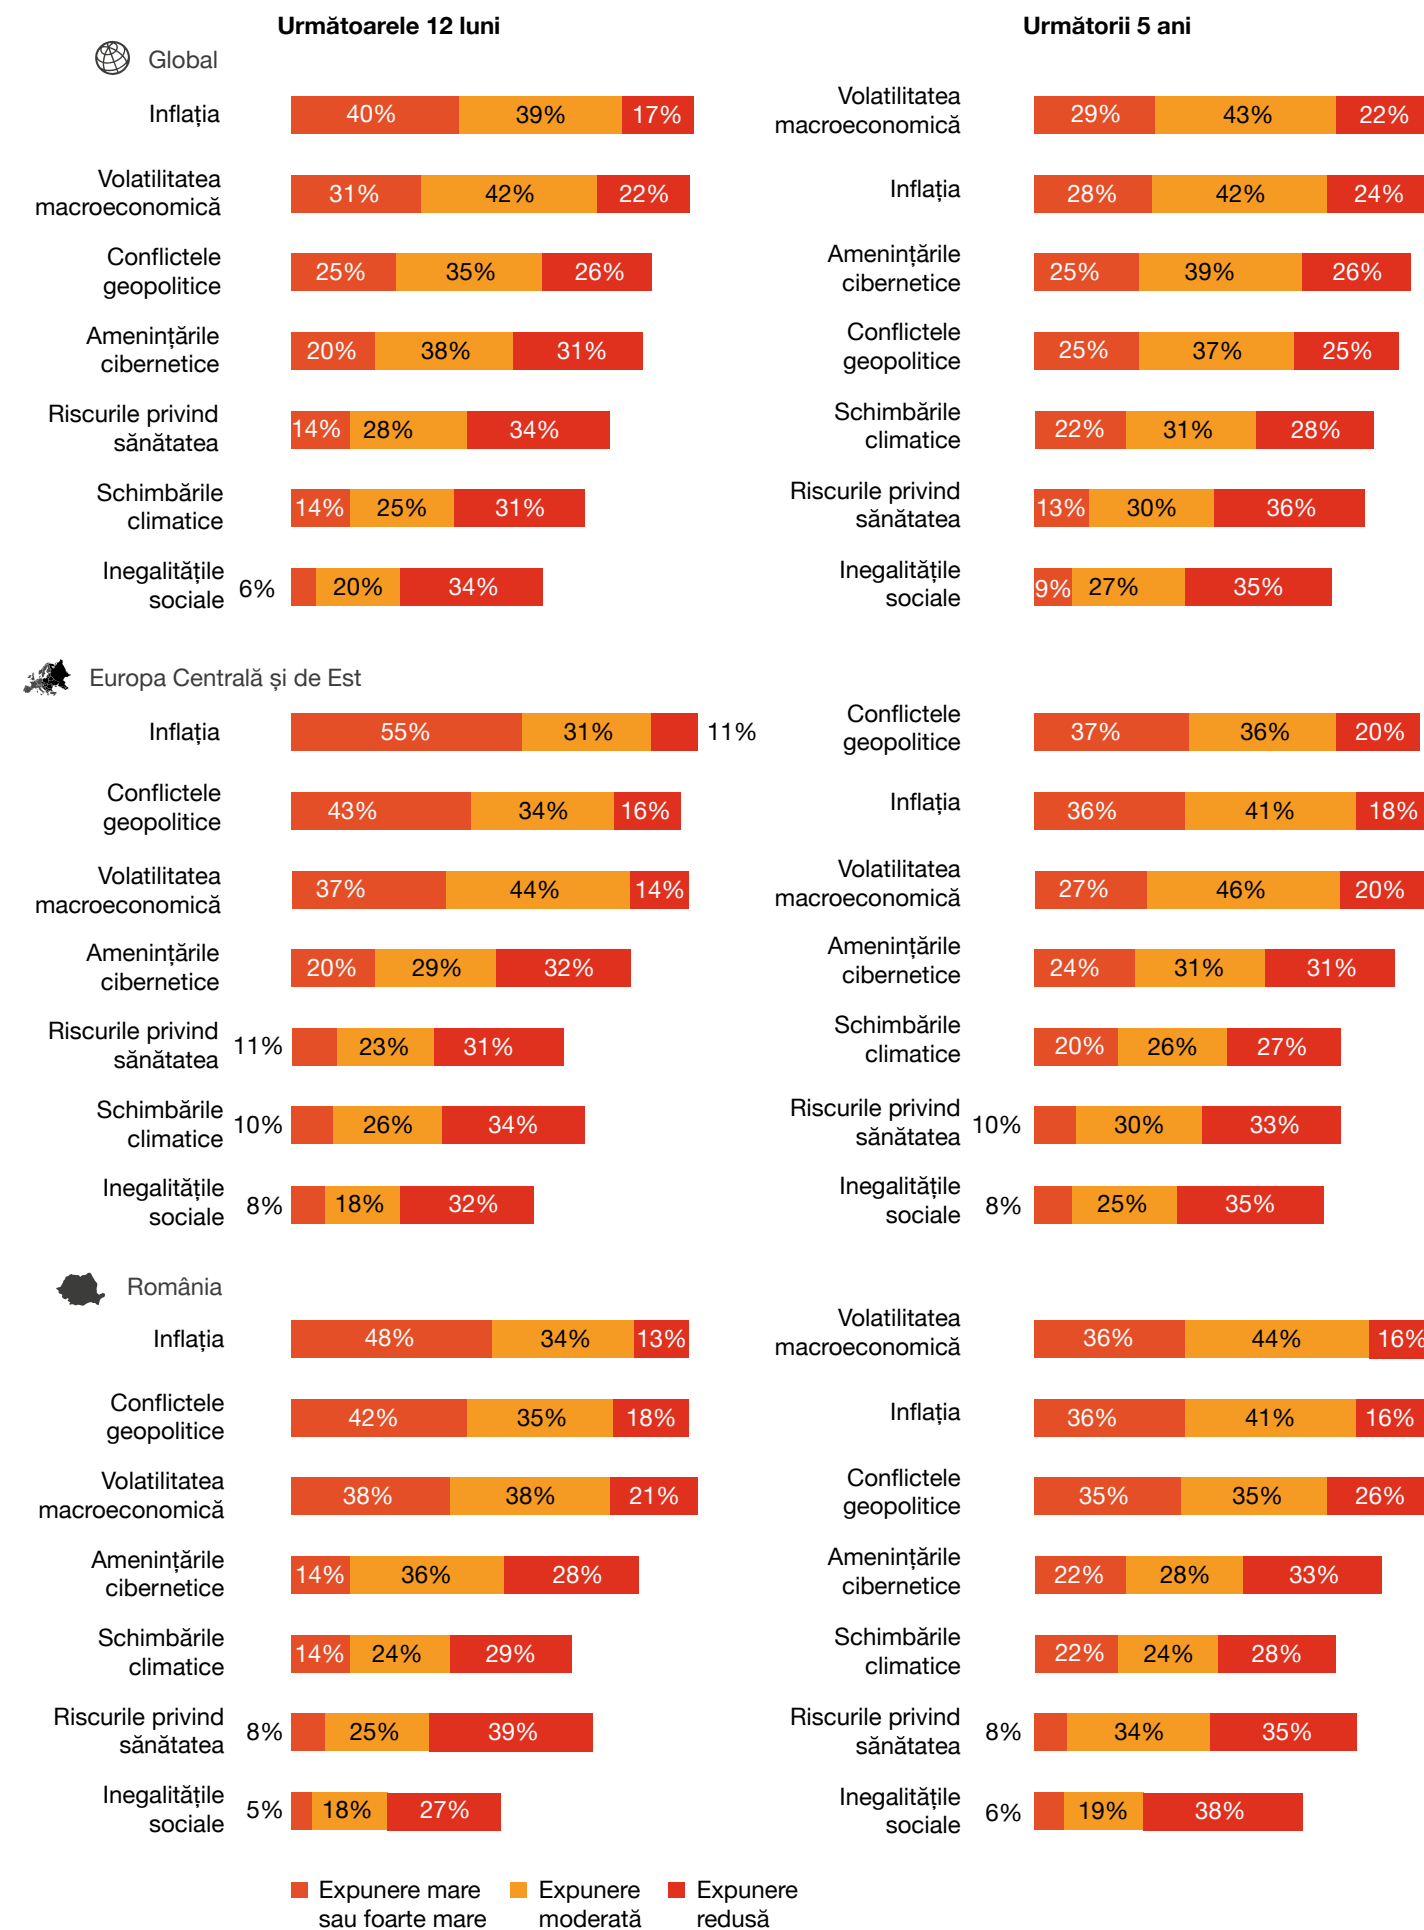 Următoarele 12 luni
Următorii 5 ani
Global
Inflația
40% 39% 17%
Volatilitatea
macroeconomică
31% 42% 22%
Conflictele
geopolitice
25% 35% 26%
Amenințările
cibernetice
20% 38% 31%
Riscurile privind
sănătatea
14% 28% 34%
Schimbările
climatice
14% 25% 31%
Inegalitățile
sociale
6% 20% 34%
Volatilitatea
macroeconomică
29% 43% 22%
Inflația
28% 42% 24%
Amenințările
cibernetice
25% 39% 26%
Conflictele
geopolitice
25% 37% 25%
Schimbările
climatice
22% 31% 28%
Riscurile privind
sănătatea
13% 30% 36%
Inegalitățile
sociale
9% 27% 35%
Europa Centrală și de Est
Inflația
55% 31% 11%
Conflictele
geopolitice
43% 34% 16%
Volatilitatea
macroeconomică
37% 44% 14%
Amenințările
cibernetice
20% 29% 32%
Riscurile privind
sănătatea
11% 23% 31%
Schimbările
climatice
10% 26% 34%
Inegalitățile
sociale
8% 18% 32%
Conflictele
geopolitice
37% 36% 20%
Inflația
36% 41% 18%
Volatilitatea
macroeconomică
27% 46% 20%
Amenințările
cibernetice
24% 31% 31%
Schimbările
climatice
20% 26% 27%
Riscurile privind
sănătatea
10% 30% 33%
Inegalitățile
sociale
8% 25% 35%
România
Inflația
48% 34% 13%
Conflictele
geopolitice
42% 35% 18%
Volatilitatea
macroeconomică
38% 38% 21%
Amenințările
cibernetice
14% 36% 28%
Schimbările
climatice
14% 24% 29%
Riscurile privind
sănătatea
8% 25% 39%
Inegalitățile
sociale
5% 18% 27%
Volatilitatea
macroeconomică
36% 44% 16%
Inflația
36% 41% 16%
Conflictele
geopolitice
35% 35% 26%
Amenințările
cibernetice
22% 28% 33%
Schimbările
climatice
22% 24% 28%
Riscurile privind
sănătatea
8% 34% 35%
Inegalitățile
sociale
6% 19% 38%
Expunere mare
sau foarte mare
Expunere
moderată
Expunere
redusă